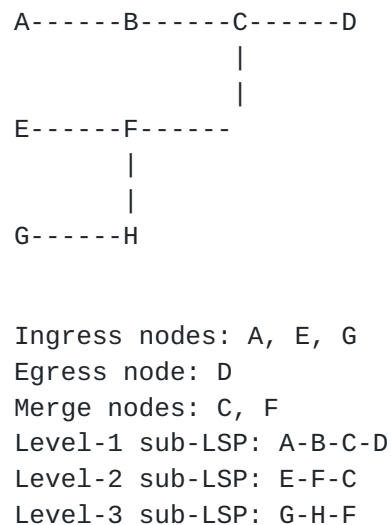 A------B------C------D
|
|
E------F------
|
|
G------H
Ingress nodes: A, E, G
Egress node: D
Merge nodes: C, F
Level-1 sub-LSP: A-B-C-D
Level-2 sub-LSP: E-F-C
Level-3 sub-LSP: G-H-F